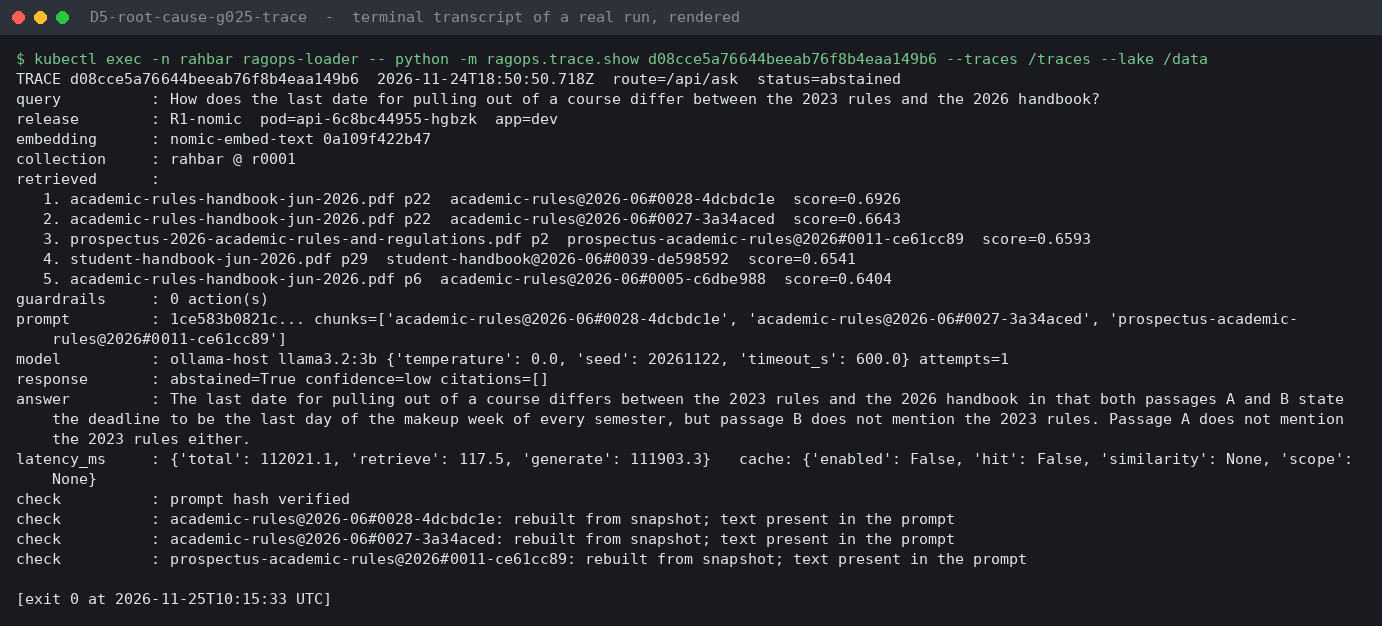 D5-root-cause-g025-trace  -  terminal transcript of a real run, rendered
$ kubectl exec -n rahbar ragops-loader -- python -m ragops.trace.show d08cce5a76644beeab76f8b4eaa149b6 --traces /traces --lake /data
TRACE d08cce5a76644beeab76f8b4eaa149b6  2026-11-24T18:50:50.718Z  route=/api/ask  status=abstained
query          : How does the last date for pulling out of a course differ between the 2023 rules and the 2026 handbook?
release        : R1-nomic  pod=api-6c8bc44955-hgbzk  app=dev
embedding      : nomic-embed-text 0a109f422b47
collection     : rahbar @ r0001
retrieved      :
   1. academic-rules-handbook-jun-2026.pdf p22  academic-rules@2026-06#0028-4dcbdc1e  score=0.6926
   2. academic-rules-handbook-jun-2026.pdf p22  academic-rules@2026-06#0027-3a34aced  score=0.6643
   3. prospectus-2026-academic-rules-and-regulations.pdf p2  prospectus-academic-rules@2026#0011-ce61cc89  score=0.6593
   4. student-handbook-jun-2026.pdf p29  student-handbook@2026-06#0039-de598592  score=0.6541
   5. academic-rules-handbook-jun-2026.pdf p6  academic-rules@2026-06#0005-c6dbe988  score=0.6404
guardrails     : 0 action(s)
prompt         : 1ce583b0821c... chunks=['academic-rules@2026-06#0028-4dcbdc1e', 'academic-rules@2026-06#0027-3a34aced', 'prospectus-academic-
    rules@2026#0011-ce61cc89']
model          : ollama-host llama3.2:3b {'temperature': 0.0, 'seed': 20261122, 'timeout_s': 600.0} attempts=1
response       : abstained=True confidence=low citations=[]
answer         : The last date for pulling out of a course differs between the 2023 rules and the 2026 handbook in that both passages A and B state
    the deadline to be the last day of the makeup week of every semester, but passage B does not mention the 2023 rules. Passage A does not mention
    the 2023 rules either.
latency_ms     : {'total': 112021.1, 'retrieve': 117.5, 'generate': 111903.3}   cache: {'enabled': False, 'hit': False, 'similarity': None, 'scope':
    None}
check          : prompt hash verified
check          : academic-rules@2026-06#0028-4dcbdc1e: rebuilt from snapshot; text present in the prompt
check          : academic-rules@2026-06#0027-3a34aced: rebuilt from snapshot; text present in the prompt
check          : prospectus-academic-rules@2026#0011-ce61cc89: rebuilt from snapshot; text present in the prompt
[exit 0 at 2026-11-25T10:15:33 UTC]